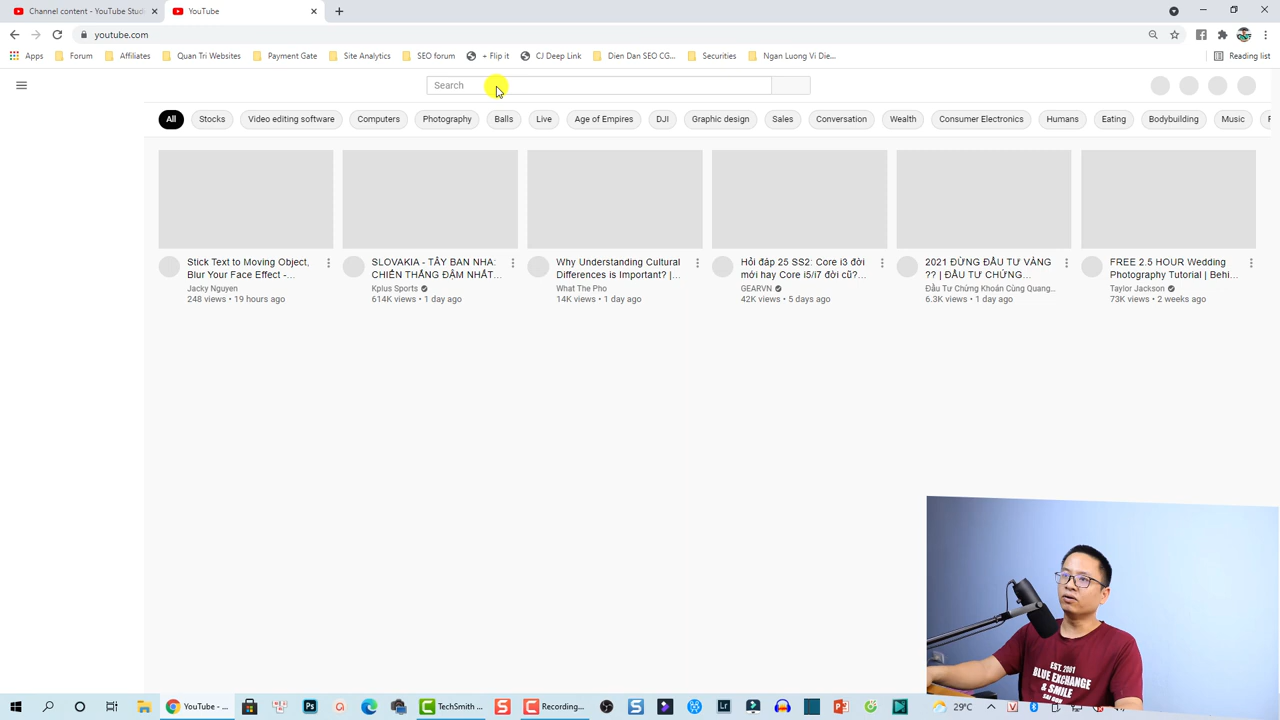 Channel content - YouTube Stud
YouTube
youtube.com
Apps
Forum
Affiliates
Quan Tri Websites
Payment Gate
Site Analytics
SEO forum
+ Flip it
CJ Deep Link
Dien Dan SEO CG...
Securities
Ngan Luong Vi Die...
Reading list
Search
All
Stocks
Video editing software
Computers
Photography
Balls
Live
Age of Empires
DJI
Graphic design
Sales
Conversation
Wealth
Consumer Electronics
Humans
Eating
Bodybuilding
Music
Stick Text to Moving Object,
Blur Your Face Effect -...
Jacky Nguyen
248 views • 19 hours ago
SLOVAKIA - TÂY BAN NHA:
CHIẾN THẮNG ĐẬM NHẤT...
Kplus Sports
614K views • 1 day ago
Why Understanding Cultural
Differences is Important? |...
What The Pho
14K views • 1 day ago
Hỏi đáp 25 SS2: Core i3 đời
mới hay Core i5/i7 đời cũ?...
GEARVN
42K views • 5 days ago
2021 ĐỪNG ĐẦU TƯ VÀNG
?? | ĐẦU TƯ CHỨNG...
Đầu Tư Chứng Khoán Cùng Quang...
6.3K views • 1 day ago
FREE 2.5 HOUR Wedding
Photography Tutorial | Behi...
Taylor Jackson
73K views • 2 weeks ago
EST. 2001
BLUE EXCHANGE
& SMILE
YouTube - ...
Ps
TechSmith ...
Recording...
Lr
29°C
V